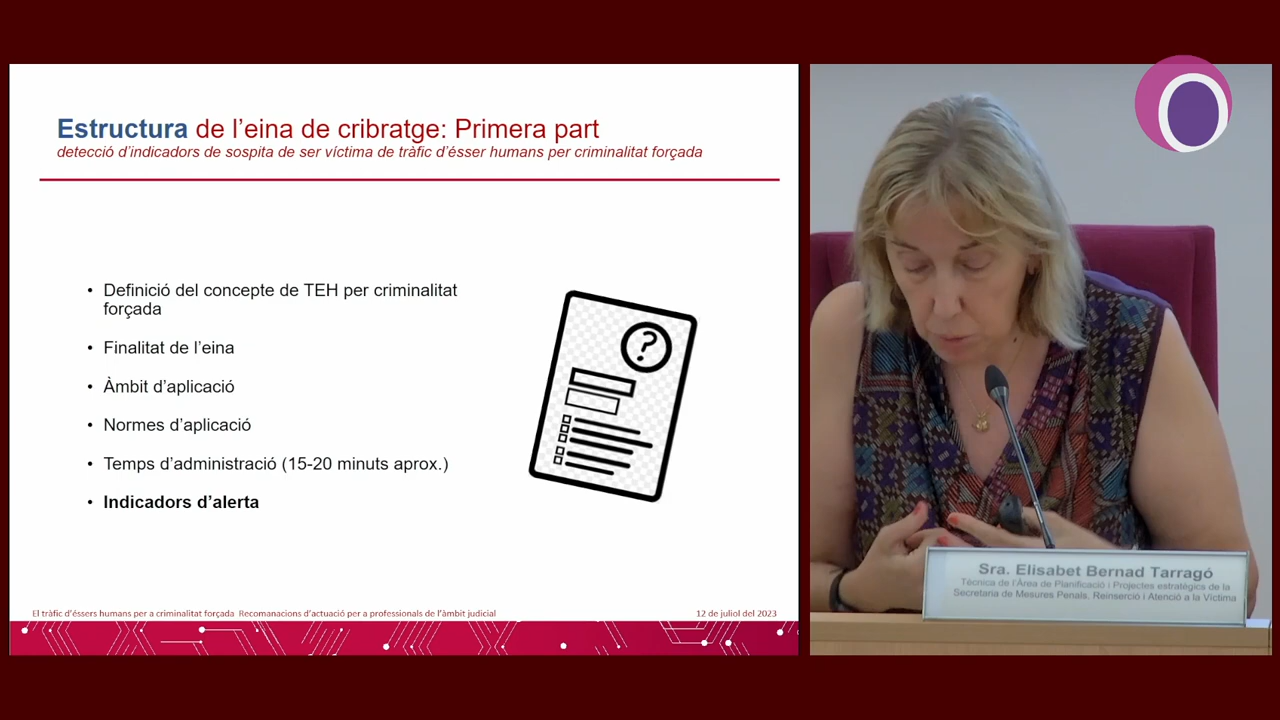 Estructura de l’eina de cribratge: Primera part
detecció d’indicadors de sospita de ser víctima de tràfic d’ésser humans per criminalitat forçada
• Definició del concepte de TEH per criminalitat
forçada
• Finalitat de l’eina
• Àmbit d’aplicació
• Normes d’aplicació
• Temps d’administració (15-20 minuts aprox.)
• Indicadors d’alerta
?
El tràfic d’éssers humans per a criminalitat forçada Recomanacions d’actuació per a professionals de l’àmbit judicial
12 de juliol del 2023
Sra. Elisabet Bernad Tarragó
Tècnica de l’Àrea de Planificació i Projectes estratègics de la
Secretaria de Mesures Penals, Reinserció i Atenció a la Víctima